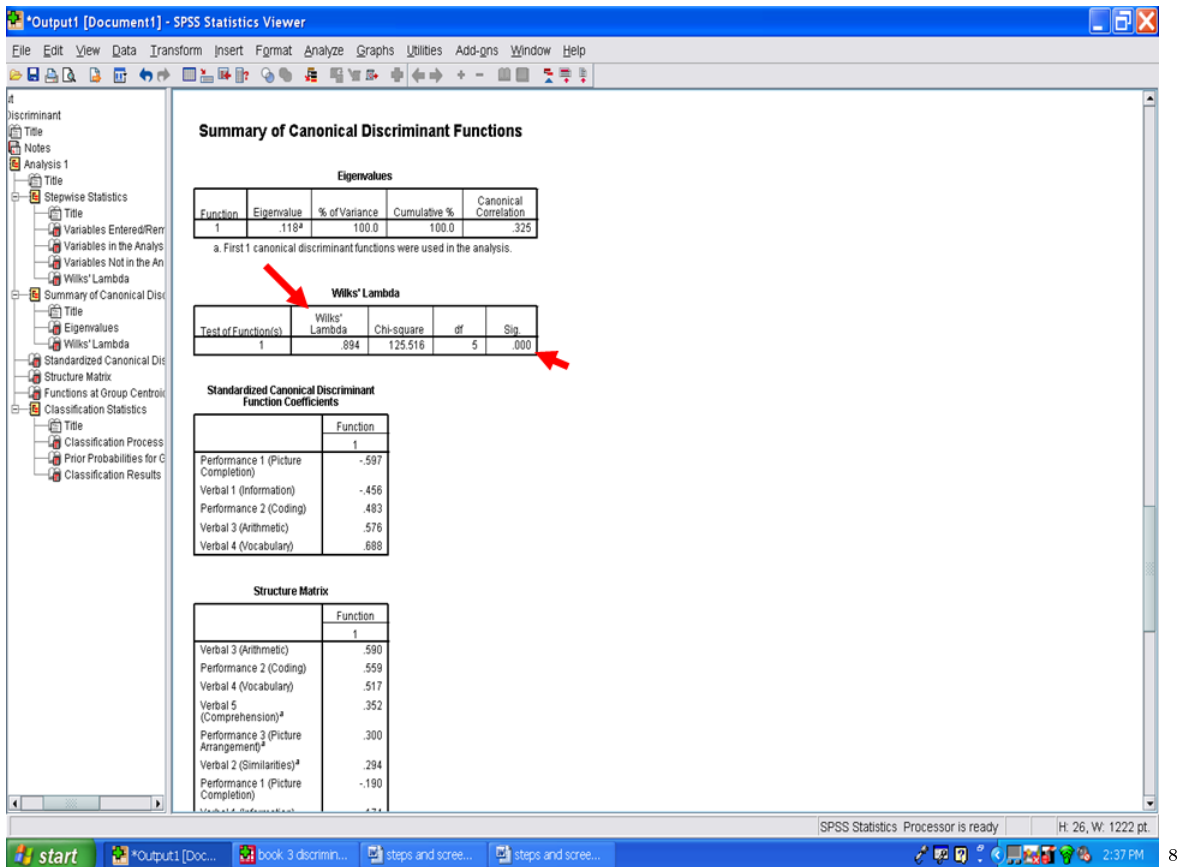 *Output1 [Document1] - SPSS Statistics Viewer
File Edit View Data Transform Insert Format Analyze Graphs Utilities Add-ons Window Help
Discriminant
Title
Notes
Analysis 1
Title
Stepwise Statistics
Title
Variables Entered/Rem
Variables in the Analys
Variables Not in the An
Wilks' Lambda
Summary of Canonical Disc
Title
Eigenvalues
Wilks' Lambda
Standardized Canonical Dis
Structure Matrix
Functions at Group Centroid
Classification Statistics
Title
Classification Process
Prior Probabilities for G
Classification Results
Summary of Canonical Discriminant Functions
Eigenvalues
Function Eigenvalue % of Variance Cumulative % Canonical Correlation
1 .118a 100.0 100.0 .325
a. First 1 canonical discriminant functions were used in the analysis.
Wilks' Lambda
Test of Function(s) Wilks' Lambda Chi-square df Sig.
1 .894 125.516 5 .000
Standardized Canonical Discriminant
Function Coefficients
Function
1
Performance 1 (Picture Completion) -.597
Verbal 1 (Information) -.456
Performance 2 (Coding) .483
Verbal 3 (Arithmetic) .576
Verbal 4 (Vocabulary) .688
Structure Matrix
Function
1
Verbal 3 (Arithmetic) .590
Performance 2 (Coding) .559
Verbal 4 (Vocabulary) .517
Verbal 5 (Comprehension)a .352
Performance 3 (Picture Arrangement)a .300
Verbal 2 (Similarities)a .294
Performance 1 (Picture Completion) -.190
SPSS Statistics Processor is ready H: 26, W: 1222 pt.
start *Output1 [Doc... book 3 discrimin... steps and scree... steps and scree... 2:37 PM
8